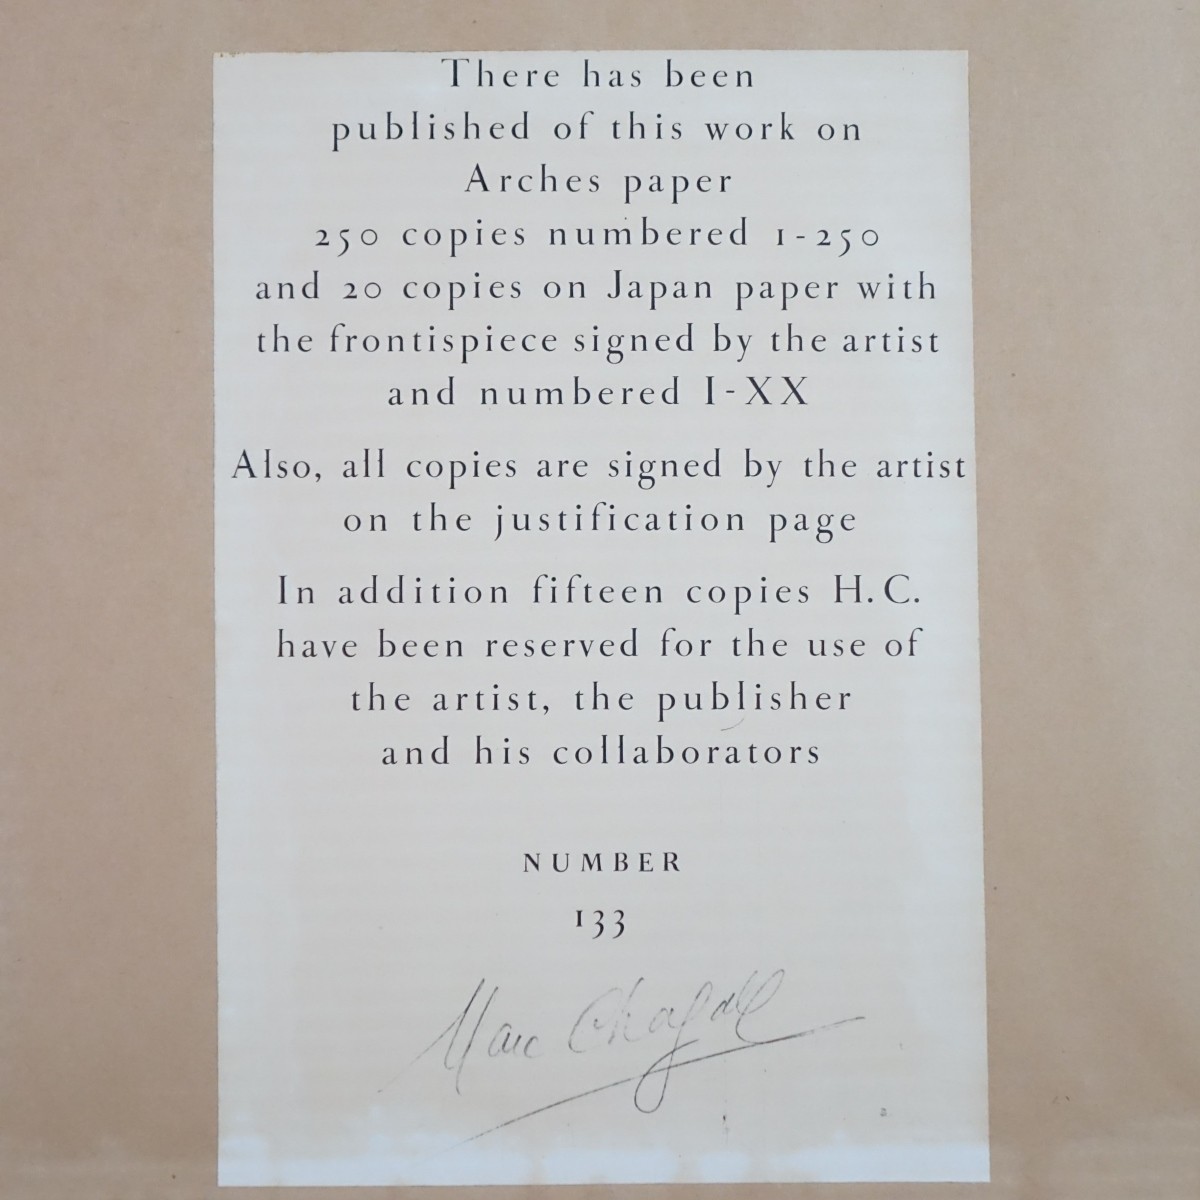 There has been
published of this work on
Arches paper
250 copies numbered 1-250
and 20 copies on Japan paper with
the frontispiece signed by the artist
and numbered I-XX
Also, all copies are signed by the artist
on the justification page
In addition fifteen copies H.C.
have been reserved for the use of
the artist, the publisher
and his collaborators
NUMBER
133
Marc Chagall